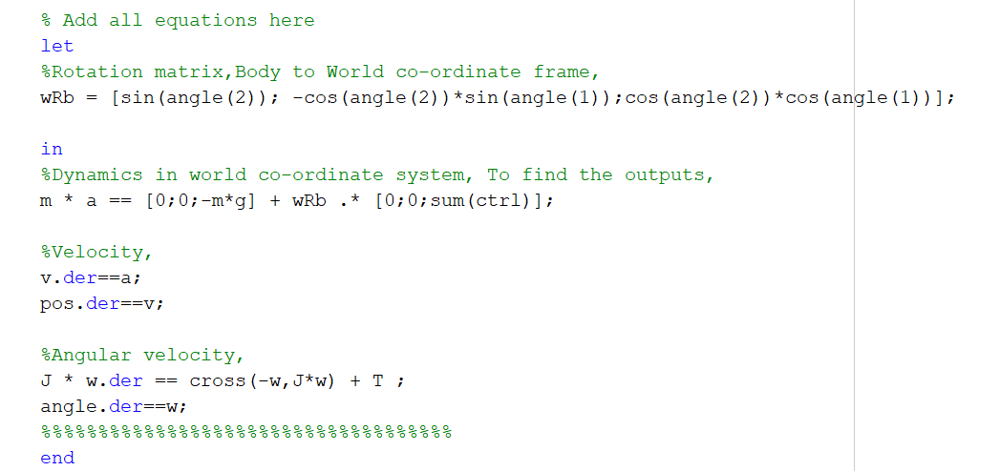 % Add all equations here
let
%Rotation matrix,Body to World co-ordinate frame,
wRb = [sin(angle(2)); -cos(angle(2))*sin(angle(1));cos(angle(2))*cos(angle(1))];
in
%Dynamics in world co-ordinate system, To find the outputs,
m * a == [0;0;-m*g] + wRb .* [0;0;sum(ctrl)];
%Velocity,
v.der==a;
pos.der==v;
%Angular velocity,
J * w.der == cross(-w,J*w) + T ;
angle.der==w;
%%%%%%%%%%%%%%%%%%%%%%%%%%%%%%%%%%%%
end